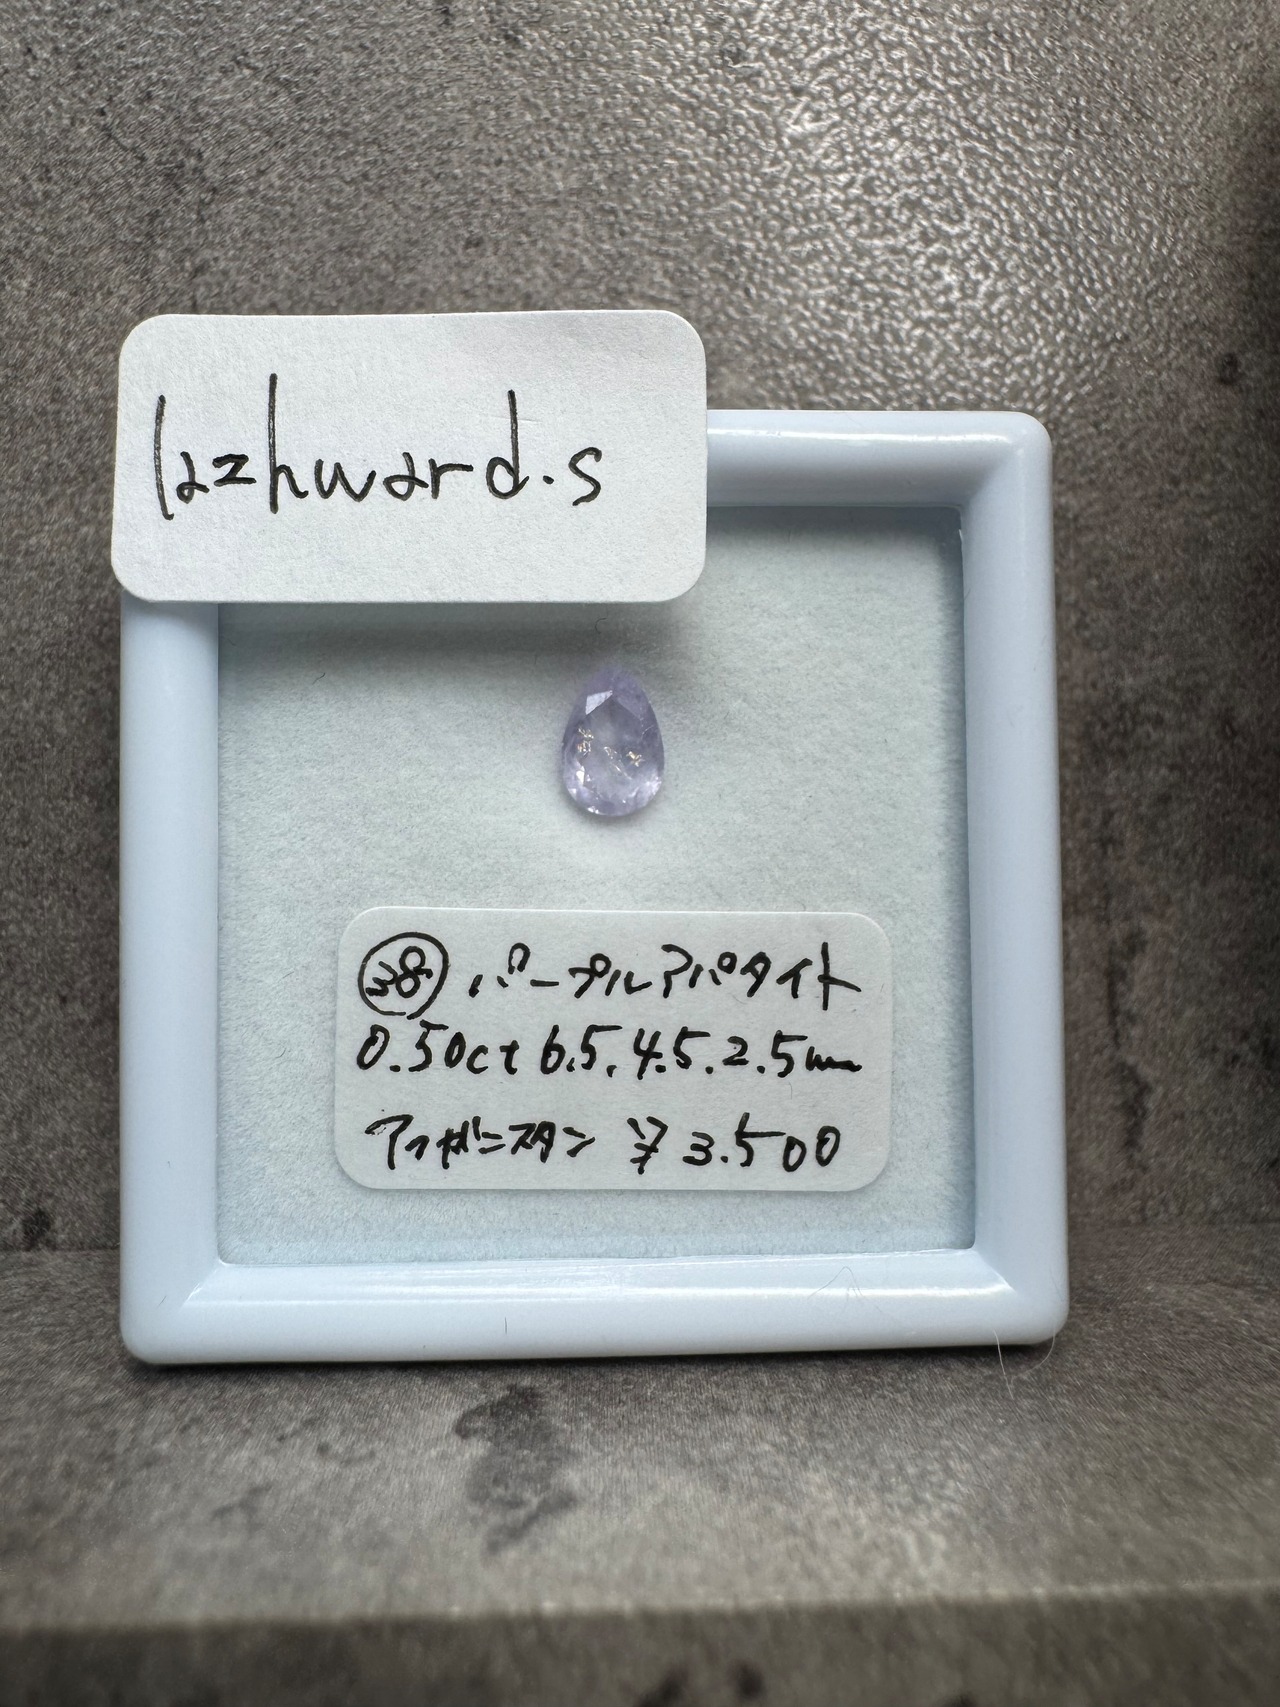 lazhward.s
㊳ パープルアパタイト
0.50ct 6.5.4.5.2.5mm
アフガニスタン ¥3.500